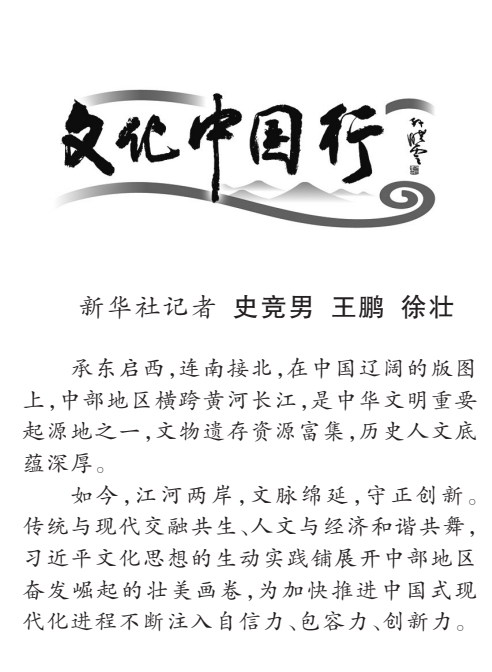 文化中国行
新华社记者 史竞男 王鹏 徐壮
承东启西,连南接北,在中国辽阔的版图
上,中部地区横跨黄河长江,是中华文明重要
起源地之一,文物遗存资源富集,历史人文底
蕴深厚。
如今,江河两岸,文脉绵延,守正创新。
传统与现代交融共生、人文与经济和谐共舞,
习近平文化思想的生动实践铺展开中部地区
奋发崛起的壮美画卷,为加快推进中国式现
代化进程不断注入自信力、包容力、创新力。